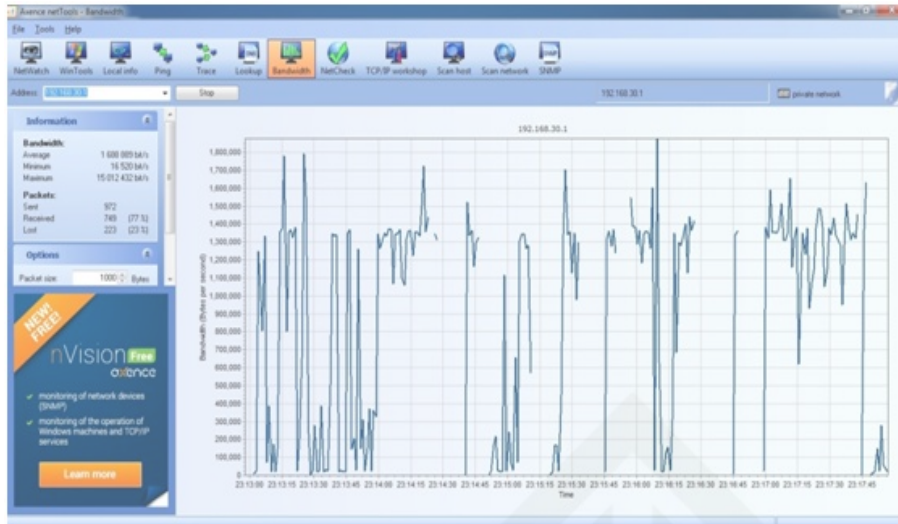 Axence netTools - Bandwidth
File Tools Help
NetWatch WinTools Local info Ping Trace Lookup Bandwidth NetCheck TCP/IP workshop Scan host Scan network SNMP
Address: 192.168.30.1 Stop 192.168.30.1 private network
Information
Bandwidth:
Average 1 688 889 bit/s
Minimum 16 520 bit/s
Maximum 15 012 432 bit/s
Packets:
Sent 972
Received 749 (77 %)
Lost 223 (23 %)
Options
Packet size: 1000 Bytes
NEW!
FREE!
nVision Free
axence
monitoring of network devices
(SNMP)
monitoring of the operation of
Windows machines and TCP/IP
services
Learn more
192.168.30.1
Bandwidth (Bytes per second)
1,800,000
1,700,000
1,600,000
1,500,000
1,400,000
1,300,000
1,200,000
1,100,000
1,000,000
900,000
800,000
700,000
600,000
500,000
400,000
300,000
200,000
100,000
0
23:13:00 23:13:15 23:13:30 23:13:45 23:14:00 23:14:15 23:14:30 23:14:45 23:15:00 23:15:15 23:15:30 23:15:45 23:16:00 23:16:15 23:16:30 23:16:45 23:17:00 23:17:15 23:17:30 23:17:45
Time